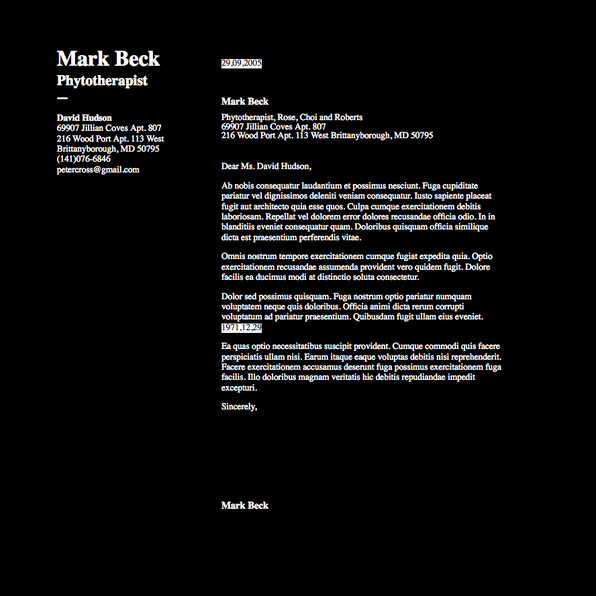 Mark Beck
Phytotherapist
David Hudson
69907 Jillian Coves Apt. 807
216 Wood Port Apt. 113 West
Brittanyborough, MD 50795
(141)076-6846
petercross@gmail.com
29,09,2005
Mark Beck
Phytotherapist, Rose, Choi and Roberts
69907 Jillian Coves Apt. 807
216 Wood Port Apt. 113 West Brittanyborough, MD 50795
Dear Ms. David Hudson,
Ab nobis consequatur laudantium et possimus nesciunt. Fuga cupiditate
pariatur vel dignissimos deleniti veniam consequatur. Iusto sapiente placeat
fugit aut architecto quia esse quos. Culpa cumque exercitationem debitis
laboriosam. Repellat vel dolorem error dolores recusandae officia odio. In in
blanditiis eveniet consequatur quam. Doloribus quisquam officia similique
dicta est praesentium perferendis vitae.
Omnis nostrum tempore exercitationem cumque fugiat expedita quia. Optio
exercitationem recusandae assumenda provident vero quidem fugit. Dolore
facilis ea ducimus modi at distinctio soluta consectetur.
Dolor sed possimus quisquam. Fuga nostrum optio pariatur numquam
voluptatem neque quis doloribus. Officia animi dicta rerum corrupti
voluptatum ad pariatur praesentium. Quibusdam fugit ullam eius eveniet.
1971,12,29
Ea quas optio necessitatibus suscipit provident. Cumque commodi quis facere
perspiciatis ullam nisi. Earum itaque eaque voluptas debitis nisi reprehenderit.
Facere exercitationem accusamus deserunt fuga possimus exercitationem fuga
facilis. Illo doloribus magnam veritatis hic debitis repudiandae impedit
excepturi.
Sincerely,
Mark Beck